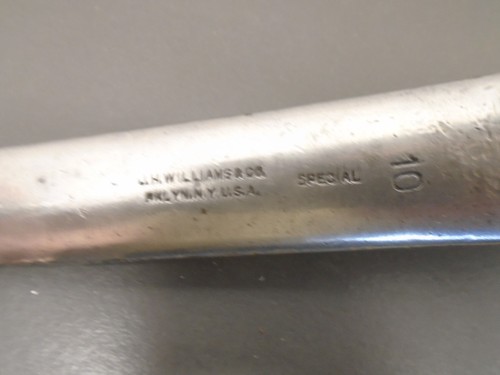 J.H.WILLIAMS & CO.
BKLYN.N.Y. U.S.A.
SPECIAL
10